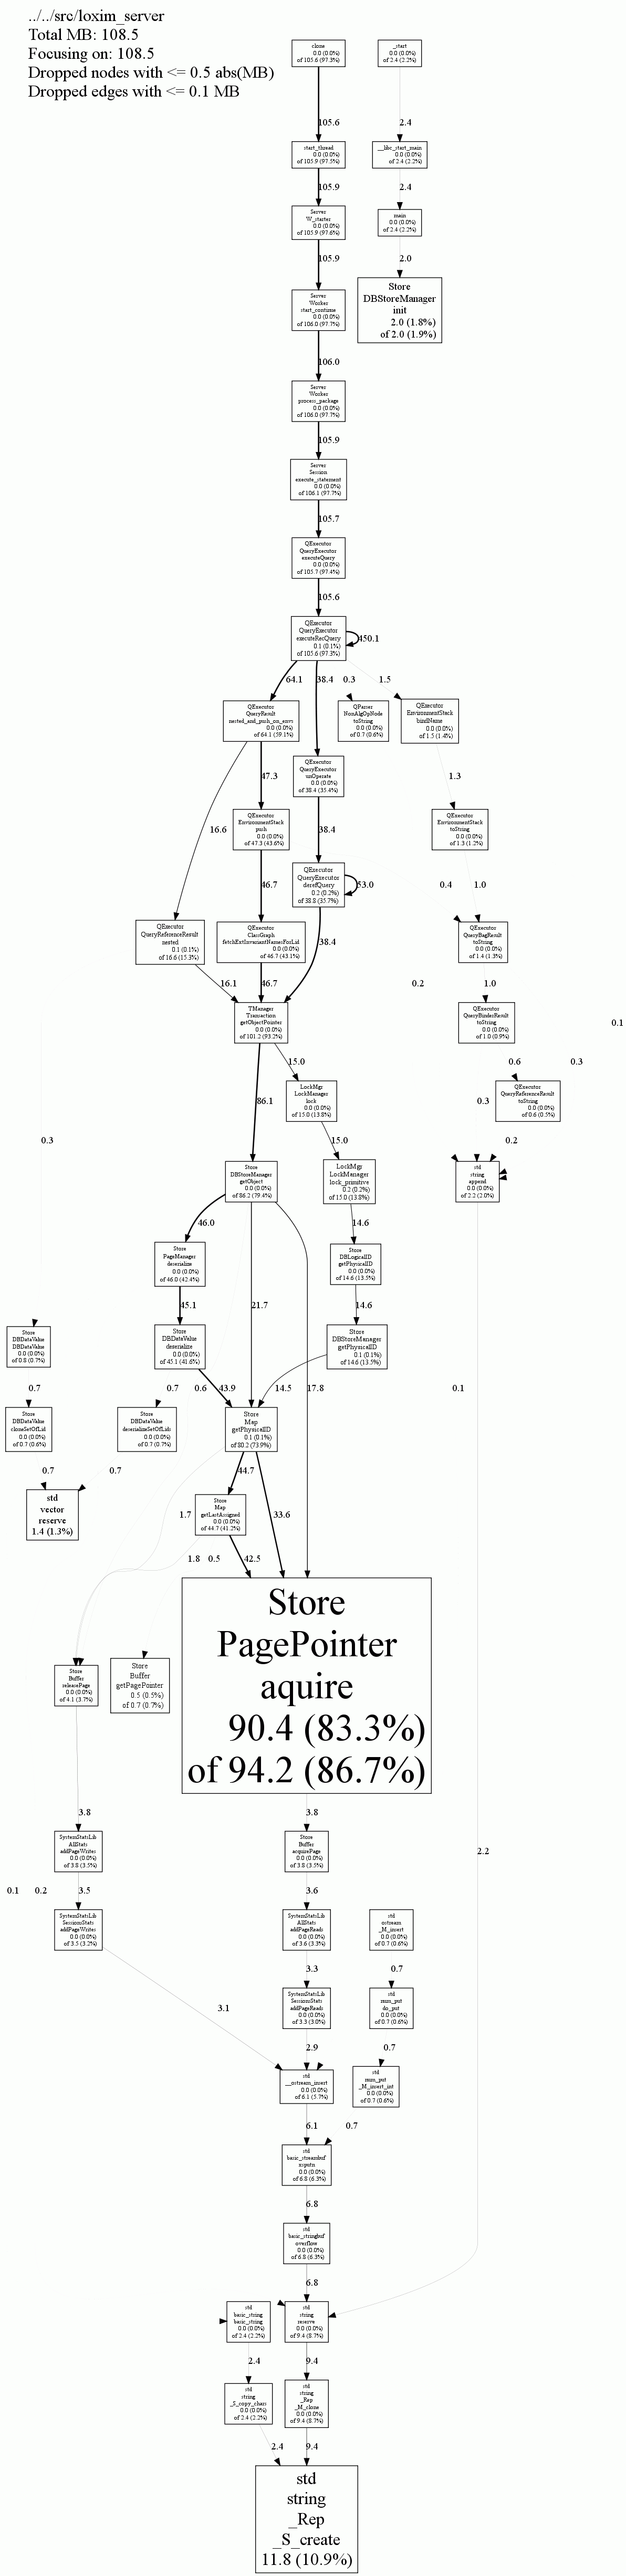 ../../src/loxim_server
Total MB: 108.5
Focusing on: 108.5
Dropped nodes with <= 0.5 abs(MB)
Dropped edges with <= 0.1 MB
clone
0.0 (0.0%)
of 105.6 (97.3%)
_start
0.0 (0.0%)
of 2.4 (2.2%)
105.6
2.4
start_thread
0.0 (0.0%)
of 105.9 (97.5%)
__libc_start_main
0.0 (0.0%)
of 2.4 (2.2%)
105.9
2.4
Server
W_starter
0.0 (0.0%)
of 105.9 (97.6%)
main
0.0 (0.0%)
of 2.4 (2.2%)
105.9
2.0
Server
Worker
start_continue
0.0 (0.0%)
of 106.0 (97.7%)
Store
DBStoreManager
init
2.0 (1.8%)
of 2.0 (1.9%)
106.0
Server
Worker
process_package
0.0 (0.0%)
of 106.0 (97.7%)
105.9
Server
Session
execute_statement
0.0 (0.0%)
of 106.1 (97.7%)
105.7
QExecutor
QueryExecutor
executeQuery
0.0 (0.0%)
of 105.7 (97.4%)
105.6
QExecutor
QueryExecutor
executeRecQuery
0.1 (0.1%)
of 105.6 (97.3%)
450.1
64.1
38.4
0.3
1.5
QExecutor
QueryResult
nested_and_push_on_envs
0.0 (0.0%)
of 64.1 (59.1%)
QParser
NonAlgOpNode
toString
0.0 (0.0%)
of 0.7 (0.6%)
QExecutor
EnvironmentStack
bindName
0.0 (0.0%)
of 1.5 (1.4%)
47.3
QExecutor
QueryExecutor
unOperate
0.0 (0.0%)
of 38.4 (35.4%)
1.3
16.6
QExecutor
EnvironmentStack
push
0.0 (0.0%)
of 47.3 (43.6%)
38.4
QExecutor
EnvironmentStack
toString
0.0 (0.0%)
of 1.3 (1.2%)
46.7
QExecutor
QueryExecutor
derefQuery
0.2 (0.2%)
of 38.8 (35.7%)
53.0
0.4
1.0
QExecutor
QueryReferenceResult
nested
0.1 (0.1%)
of 16.6 (15.3%)
QExecutor
ClassGraph
fetchExtInvariantNamesForLid
0.0 (0.0%)
of 46.7 (43.1%)
38.4
QExecutor
QueryBagResult
toString
0.0 (0.0%)
of 1.4 (1.3%)
16.1
46.7
0.2
1.0
TManager
Transaction
getObjectPointer
0.0 (0.0%)
of 101.2 (93.2%)
QExecutor
QueryBinderResult
toString
0.0 (0.0%)
of 1.0 (0.9%)
0.1
15.0
0.6
0.3
86.1
LockMgr
LockManager
lock
0.0 (0.0%)
of 15.0 (13.8%)
QExecutor
QueryReferenceResult
toString
0.0 (0.0%)
of 0.6 (0.5%)
0.3
0.3
15.0
0.2
Store
DBStoreManager
getObject
0.0 (0.0%)
of 86.2 (79.4%)
LockMgr
LockManager
lock_primitive
0.2 (0.2%)
of 15.0 (13.8%)
std
string
append
0.0 (0.0%)
of 2.2 (2.0%)
46.0
14.6
Store
PageManager
deserialize
0.0 (0.0%)
of 46.0 (42.4%)
Store
DBLogicalID
getPhysicalID
0.0 (0.0%)
of 14.6 (13.5%)
45.1
21.7
14.6
Store
DBDataValue
DBDataValue
0.0 (0.0%)
of 0.8 (0.7%)
Store
DBDataValue
deserialize
0.0 (0.0%)
of 45.1 (41.6%)
Store
DBStoreManager
getPhysicalID
0.1 (0.1%)
of 14.6 (13.5%)
0.7
0.7
0.6
43.9
14.5
17.8
0.1
Store
DBDataValue
cloneSetOfLid
0.0 (0.0%)
of 0.7 (0.6%)
Store
DBDataValue
deserializeSetOfLids
0.0 (0.0%)
of 0.7 (0.7%)
Store
Map
getPhysicalID
0.1 (0.1%)
of 80.2 (73.9%)
0.7
0.7
44.7
std
vector
reserve
1.4 (1.3%)
1.7
Store
Map
getLastAssigned
0.0 (0.0%)
of 44.7 (41.2%)
33.6
1.8
0.5
42.5
Store
PagePointer
aquire
90.4 (83.3%)
of 94.2 (86.7%)
Store
Buffer
releasePage
0.0 (0.0%)
of 4.1 (3.7%)
Store
Buffer
getPagePointer
0.5 (0.5%)
of 0.7 (0.7%)
3.8
3.8
SystemStatsLib
AllStats
addPageWrites
0.0 (0.0%)
of 3.8 (3.5%)
Store
Buffer
acquirePage
0.0 (0.0%)
of 3.8 (3.5%)
2.2
0.1
0.2
3.5
3.6
SystemStatsLib
SessionStats
addPageWrites
0.0 (0.0%)
of 3.5 (3.2%)
SystemStatsLib
AllStats
addPageReads
0.0 (0.0%)
of 3.6 (3.3%)
std
ostream
_M_insert
0.0 (0.0%)
of 0.7 (0.6%)
3.3
0.7
SystemStatsLib
SessionStats
addPageReads
0.0 (0.0%)
of 3.3 (3.0%)
std
num_put
do_put
0.0 (0.0%)
of 0.7 (0.6%)
3.1
2.9
0.7
std
__ostream_insert
0.0 (0.0%)
of 6.1 (5.7%)
std
num_put
_M_insert_int
0.0 (0.0%)
of 0.7 (0.6%)
6.1
0.7
std
basic_streambuf
xsputn
0.0 (0.0%)
of 6.8 (6.3%)
6.8
std
basic_stringbuf
overflow
0.0 (0.0%)
of 6.8 (6.3%)
6.8
std
basic_string
basic_string
0.0 (0.0%)
of 2.4 (2.2%)
std
string
reserve
0.0 (0.0%)
of 9.4 (8.7%)
2.4
9.4
std
string
_S_copy_chars
0.0 (0.0%)
of 2.4 (2.2%)
std
string
_Rep
_M_clone
0.0 (0.0%)
of 9.4 (8.7%)
2.4
9.4
std
string
_Rep
_S_create
11.8 (10.9%)